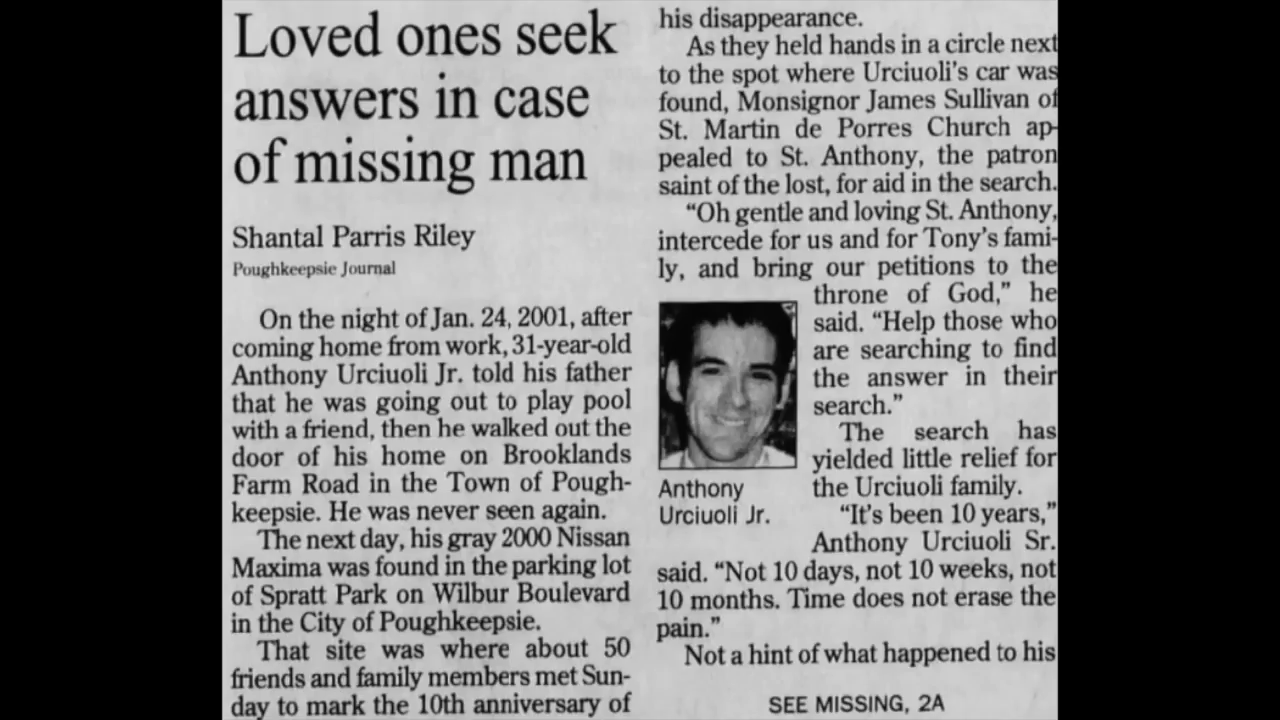 Loved ones seek
answers in case
of missing man
Shantal Parris Riley
Poughkeepsie Journal
On the night of Jan. 24, 2001, after
coming home from work, 31-year-old
Anthony Urciuoli Jr. told his father
that he was going out to play pool
with a friend, then he walked out the
door of his home on Brooklands
Farm Road in the Town of Pough-
keepsie. He was never seen again.
The next day, his gray 2000 Nissan
Maxima was found in the parking lot
of Spratt Park on Wilbur Boulevard
in the City of Poughkeepsie.
That site was where about 50
friends and family members met Sun-
day to mark the 10th anniversary of
his disappearance.
As they held hands in a circle next
to the spot where Urciuoli's car was
found, Monsignor James Sullivan of
St. Martin de Porres Church ap-
pealed to St. Anthony, the patron
saint of the lost, for aid in the search.
“Oh gentle and loving St. Anthony,
intercede for us and for Tony's fami-
ly, and bring our petitions to the
throne of God,” he
said. “Help those who
are searching to find
the answer in their
search.”
The search has
yielded little relief for
the Urciuoli family.
“It's been 10 years,”
Anthony Urciuoli Sr.
said. “Not 10 days, not 10 weeks, not
10 months. Time does not erase the
pain.”
Not a hint of what happened to his
Anthony
Urciuoli Jr.
SEE MISSING, 2A